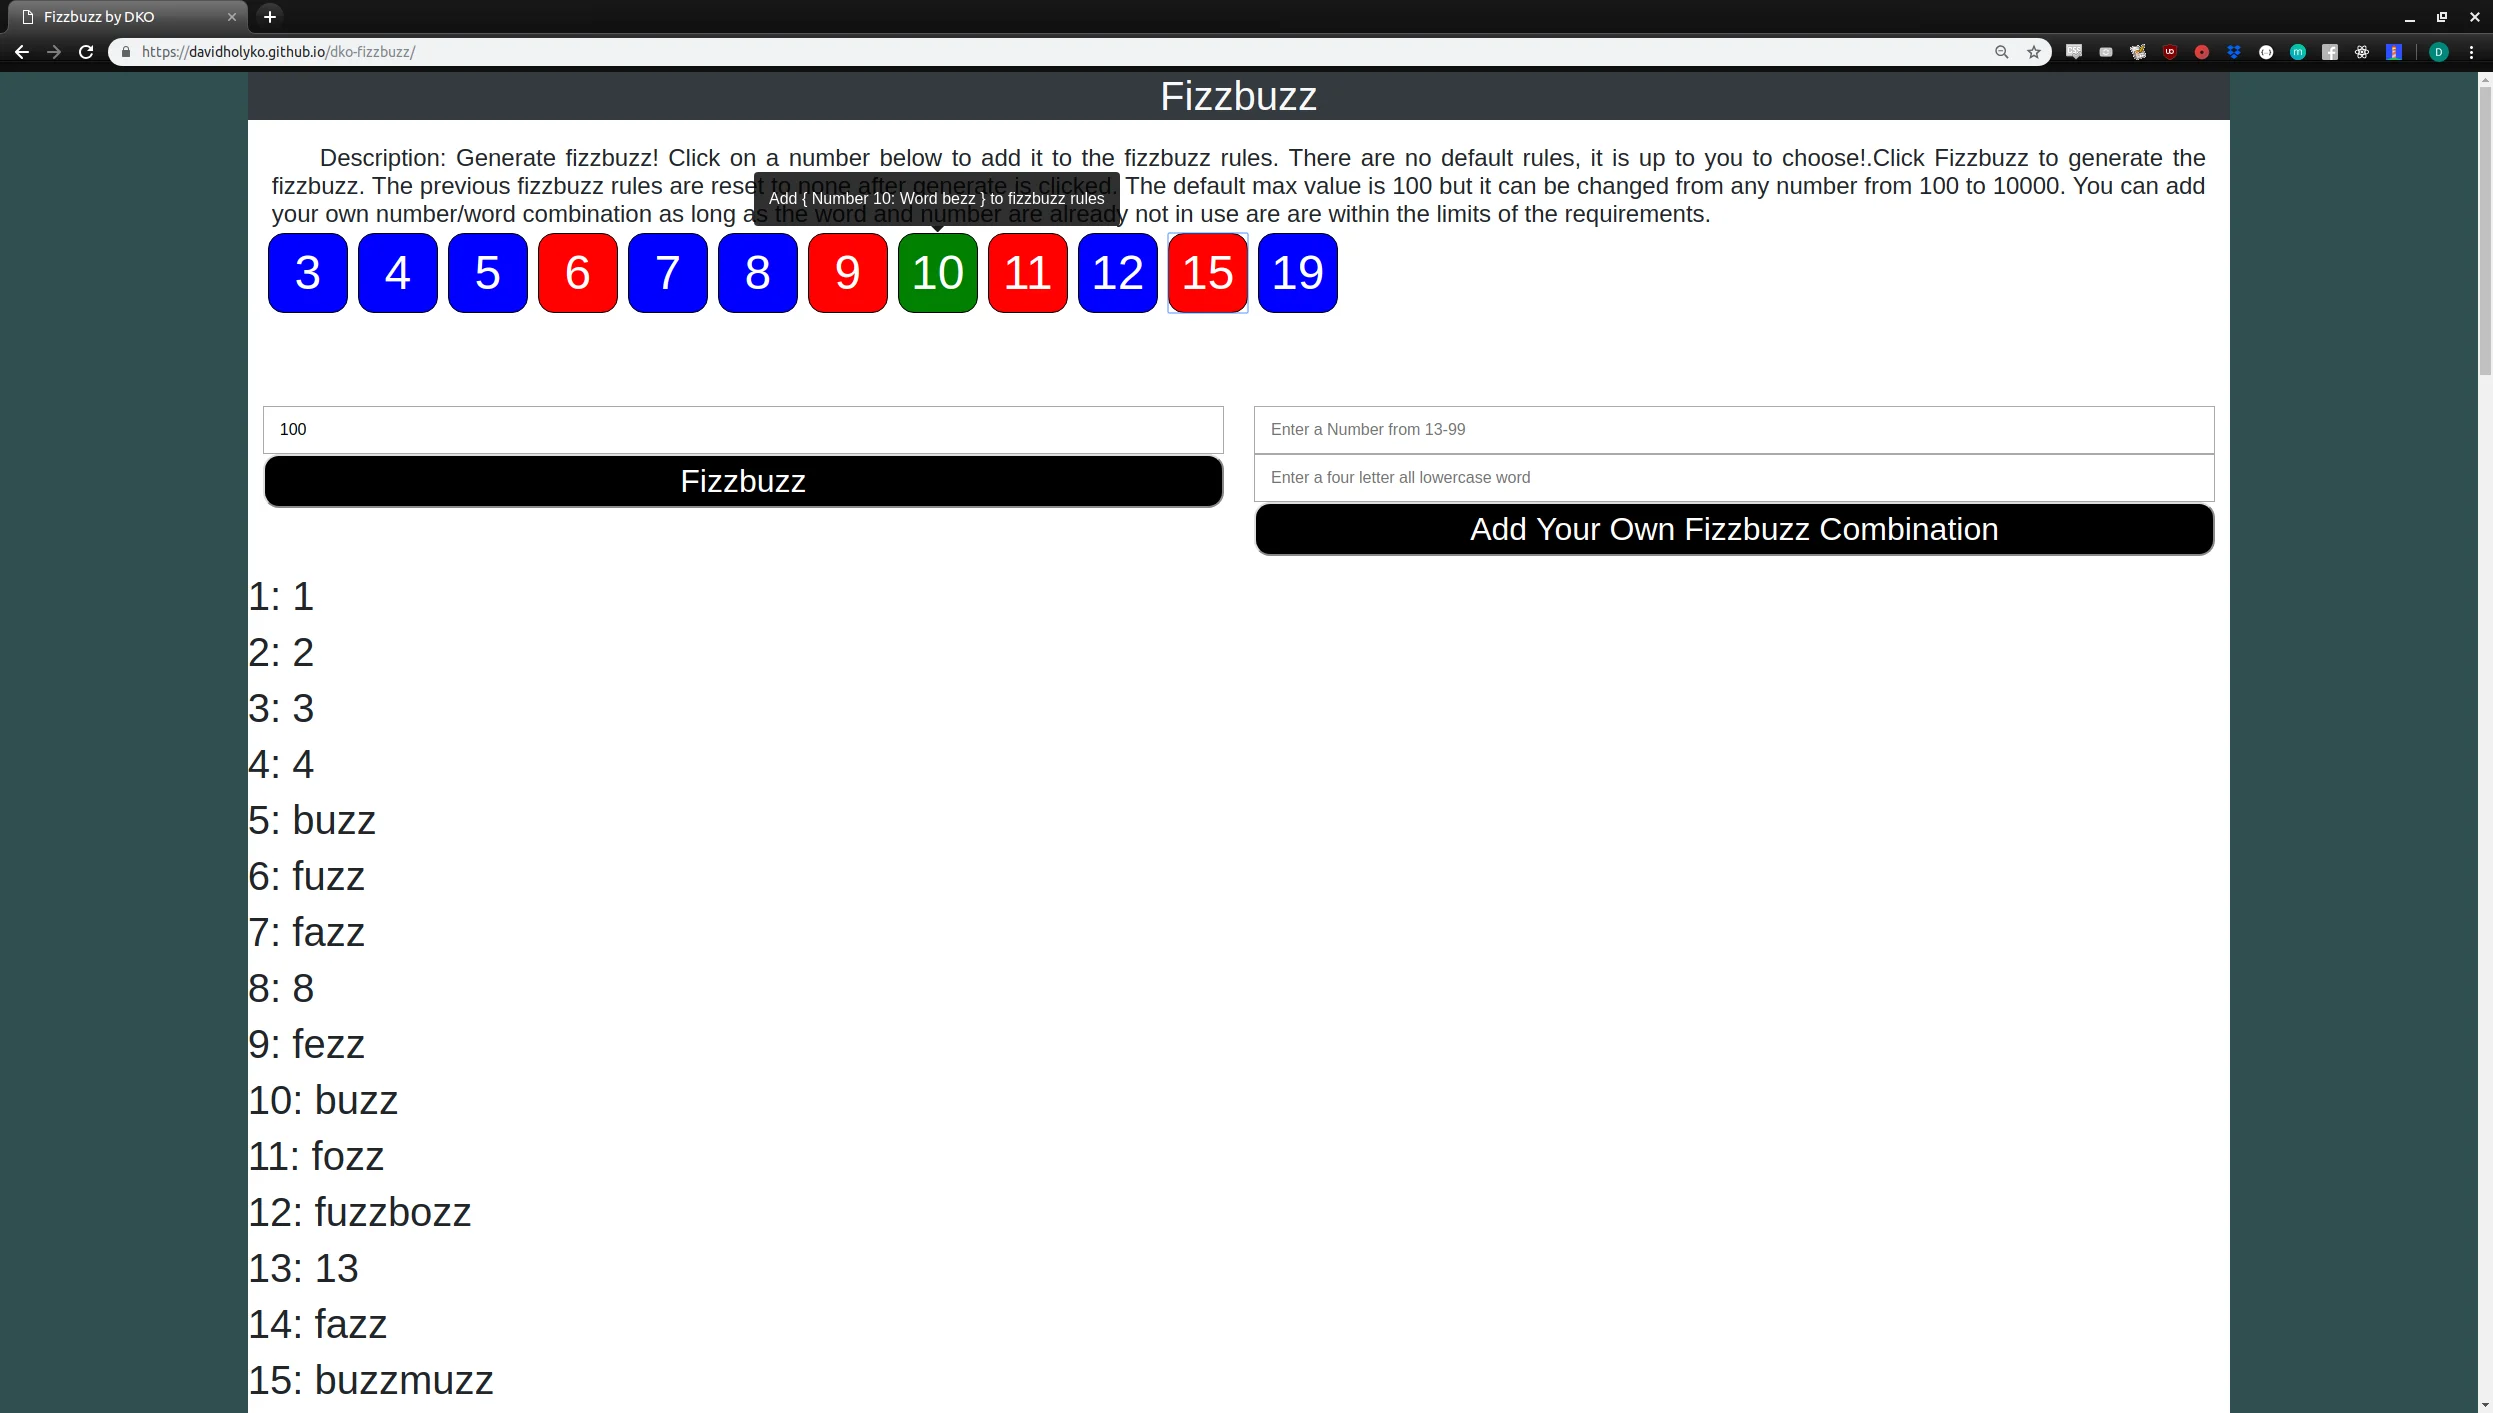 Fizzbuzz by DKO
https://davidholyko.github.io/dko-fizzbuzz/
Fizzbuzz
Description: Generate fizzbuzz! Click on a number below to add it to the fizzbuzz rules. There are no default rules, it is up to you to choose!.Click Fizzbuzz to generate the
fizzbuzz. The previous fizzbuzz rules are reset to none after generate is clicked. The default max value is 100 but it can be changed from any number from 100 to 10000. You can add
Add { Number 10: Word bezz } to fizzbuzz rules
your own number/word combination as long as the word and number are already not in use are are within the limits of the requirements.
3 4 5 6 7 8 9 10 11 12 15 19
100
Fizzbuzz
Enter a Number from 13-99
Enter a four letter all lowercase word
Add Your Own Fizzbuzz Combination
1: 1
2: 2
3: 3
4: 4
5: buzz
6: fuzz
7: fazz
8: 8
9: fezz
10: buzz
11: fozz
12: fuzzbozz
13: 13
14: fazz
15: buzzmuzz